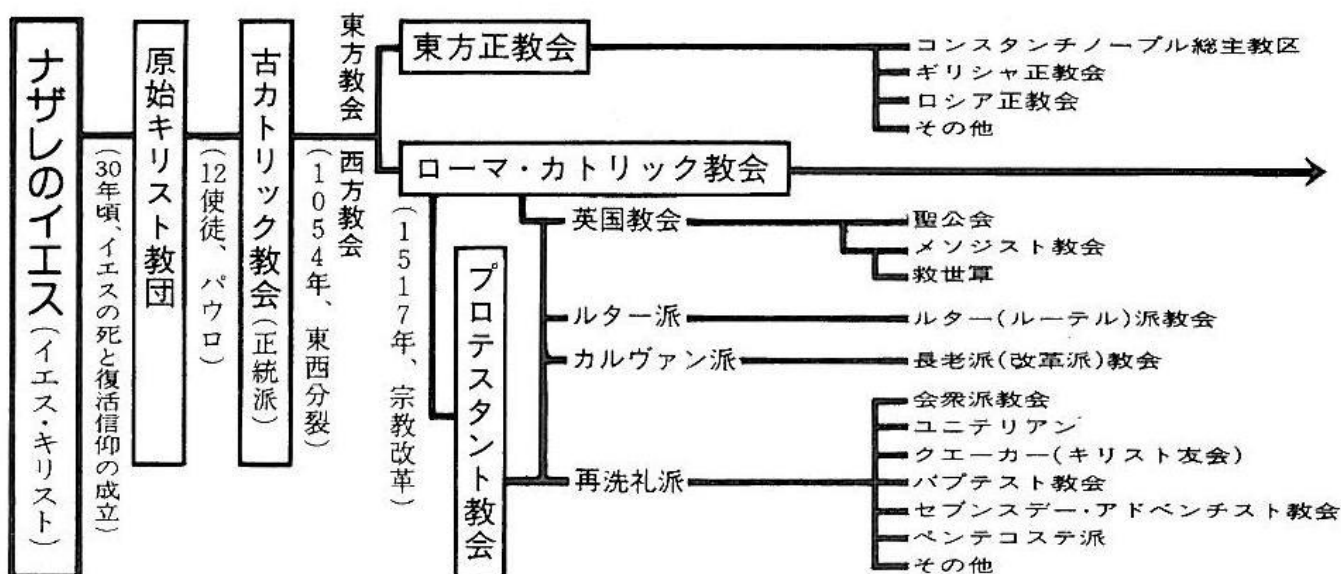 ナザレのイエス(イエス・キリスト)
(30年頃、イエスの死と復活信仰の成立)
原始キリスト教団
(12使徒、パウロ)
古カトリック教会(正統派)
東方教会
西方教会
(1054年、東西分裂)
東方正教会
コンスタンチノープル総主教区
ギリシャ正教会
ロシア正教会
その他
ローマ・カトリック教会
(1517年、宗教改革)
プロテスタント教会
英国教会
聖公会
メソジスト教会
救世軍
ルター派
ルター(ルーテル)派教会
カルヴァン派
長老派(改革派)教会
再洗礼派
会衆派教会
ユニテリアン
クエーカー(キリスト友会)
バプテスト教会
セブンスデー・アドベンチスト教会
ペンテコステ派
その他